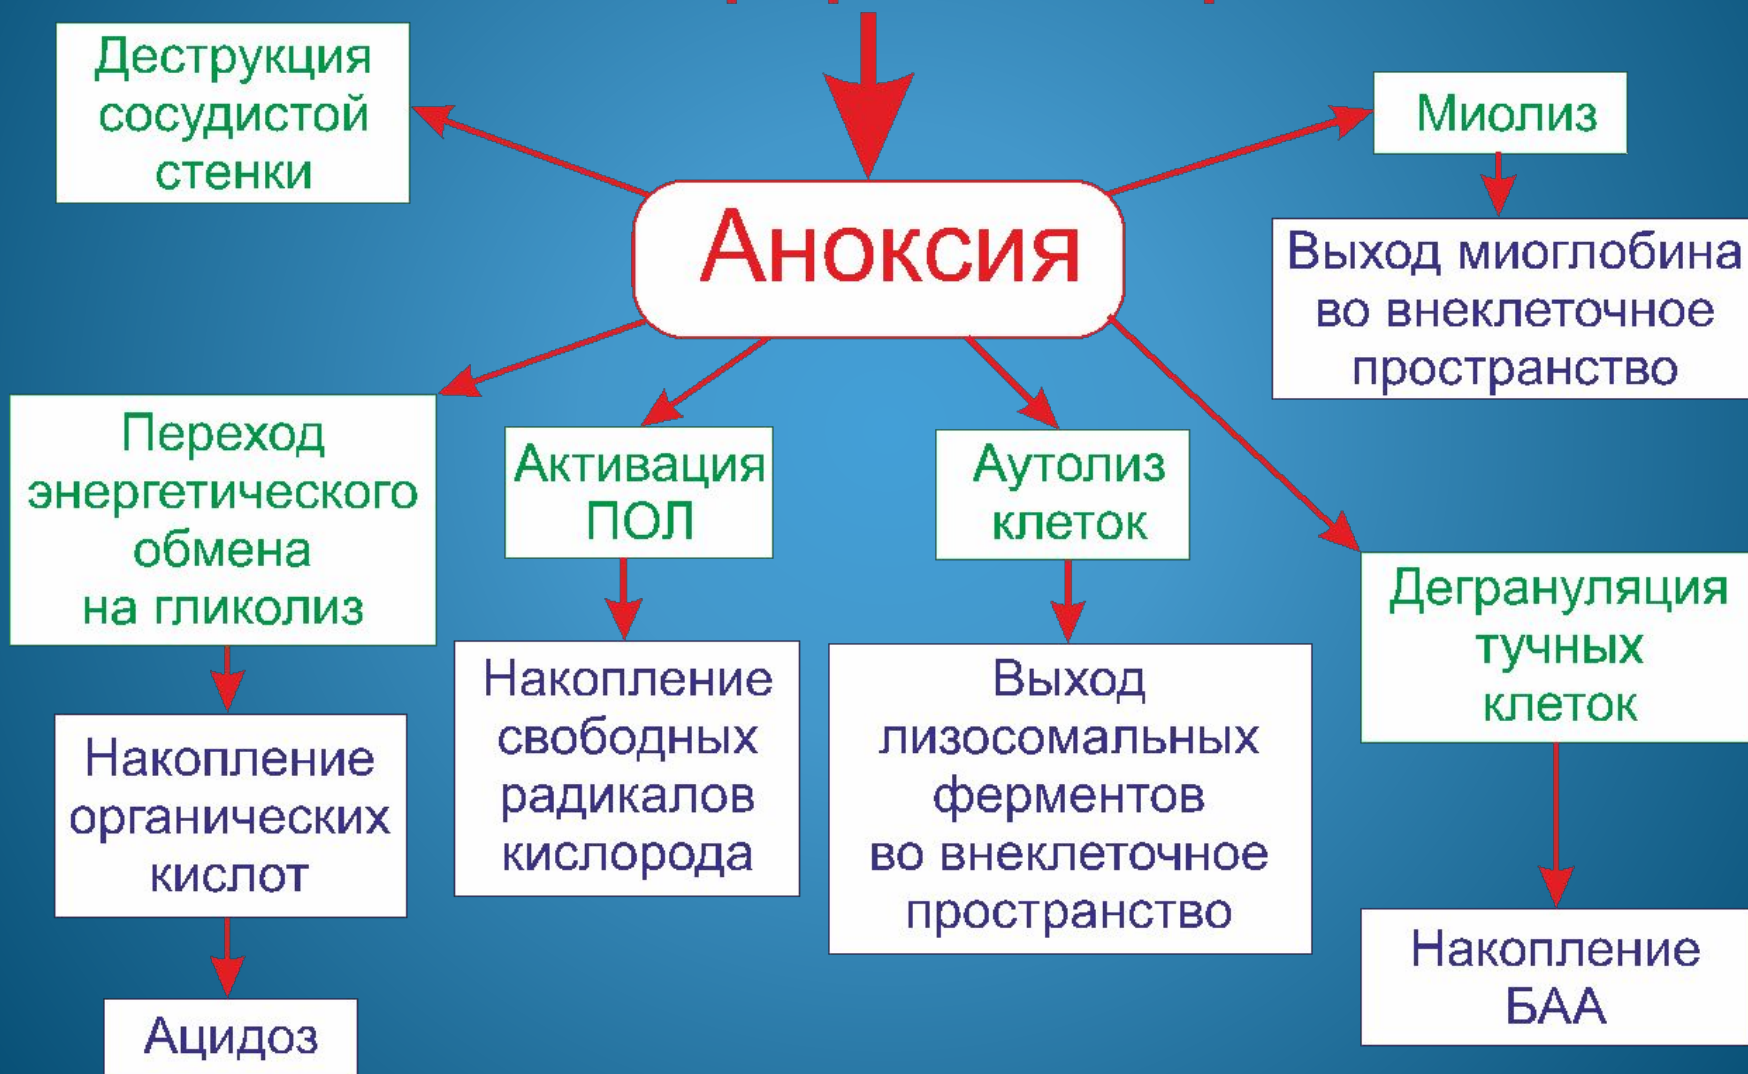 Деструкция
сосудистой
стенки
Аноксия
Миолиз
Выход миоглобина
во внеклеточное
пространство
Переход
энергетического
обмена
на гликолиз
Активация
ПОЛ
Аутолиз
клеток
Дегрануляция
тучных
клеток
Накопление
органических
кислот
Накопление
свободных
радикалов
кислорода
Выход
лизосомальных
ферментов
во внеклеточное
пространство
Накопление
БАА
Ацидоз